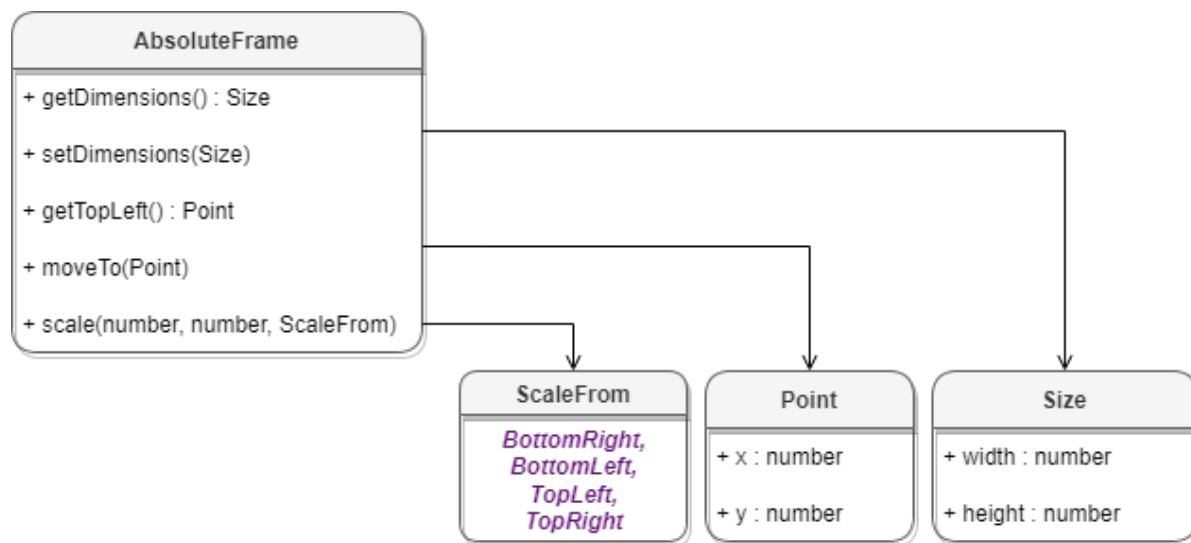 AbsoluteFrame
+ getDimensions() : Size
+ setDimensions(Size)
+ getTopLeft() : Point
+ moveTo(Point)
+ scale(number, number, ScaleFrom)
ScaleFrom
BottomRight,
BottomLeft,
TopLeft,
TopRight
Point
+ x : number
+ y : number
Size
+ width : number
+ height : number